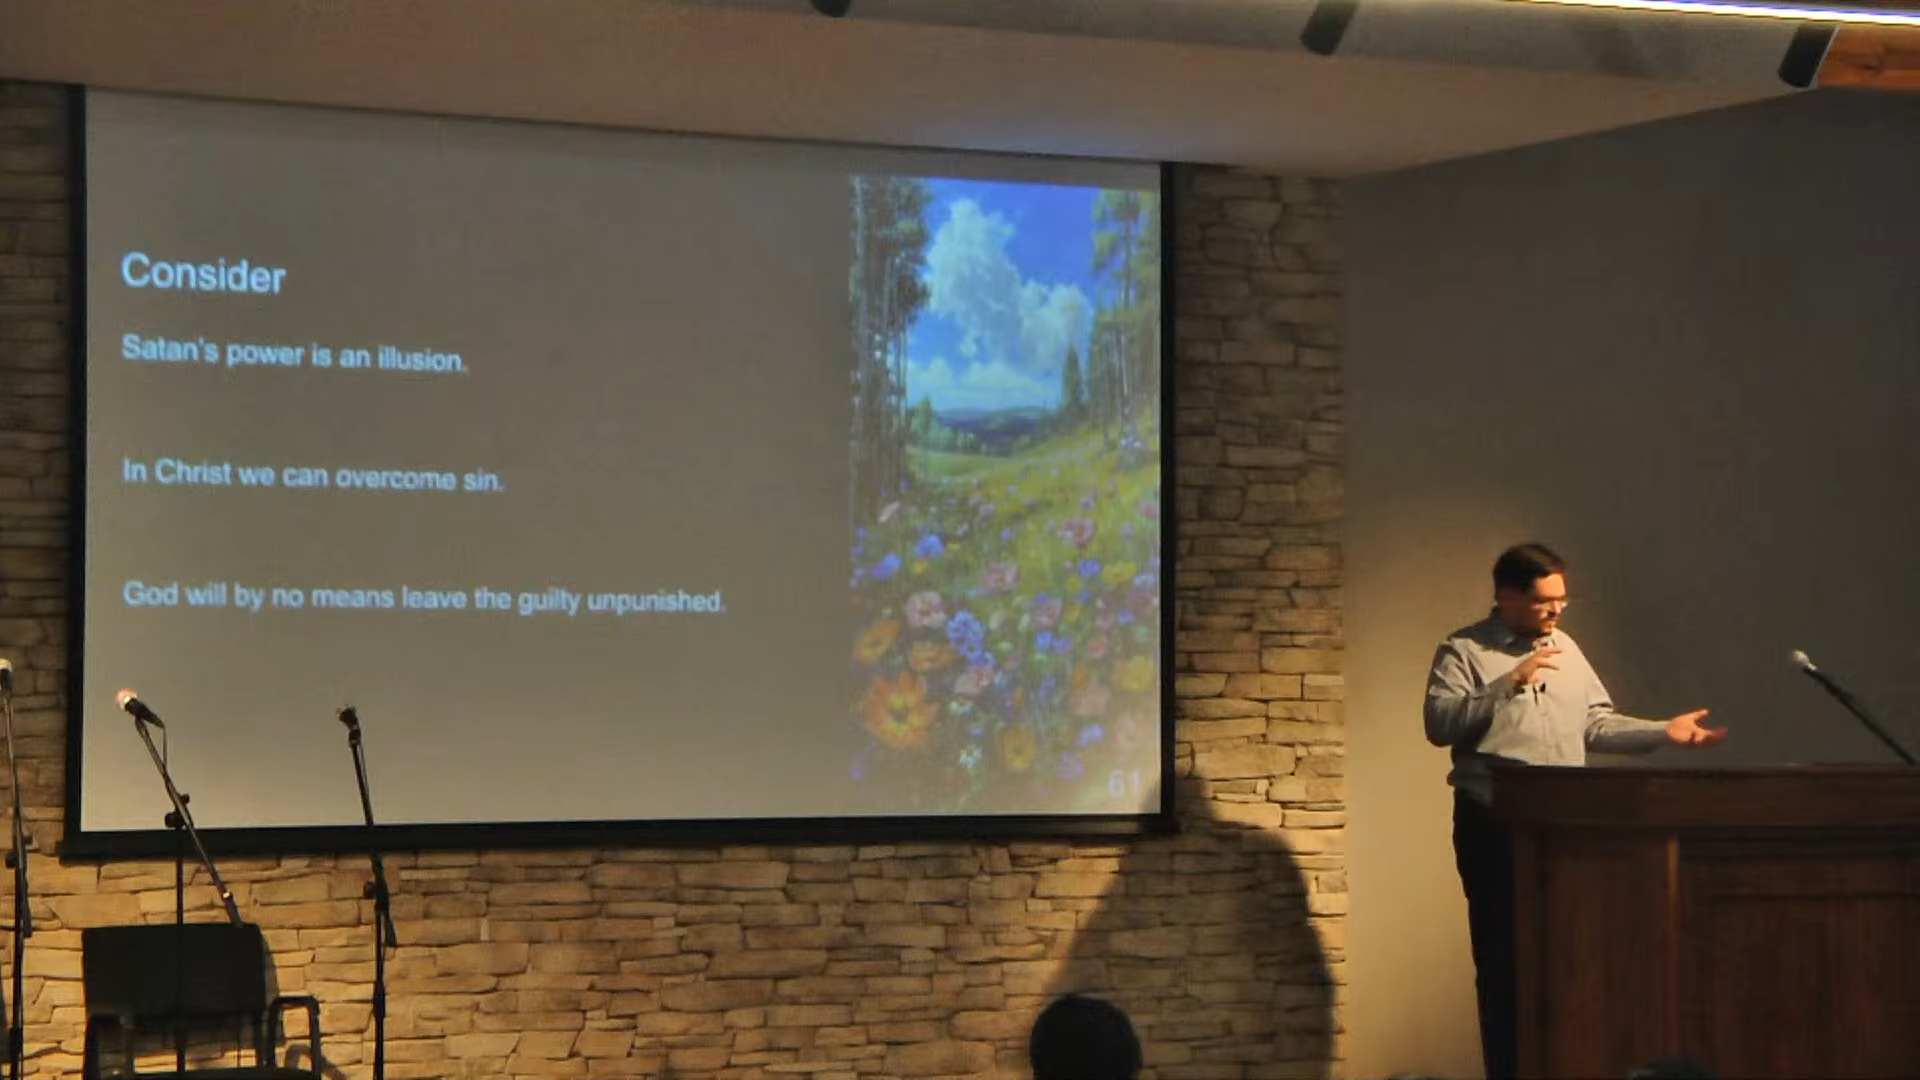 Consider
Satan's power is an illusion.
In Christ we can overcome sin.
God will by no means leave the guilty unpunished.
61